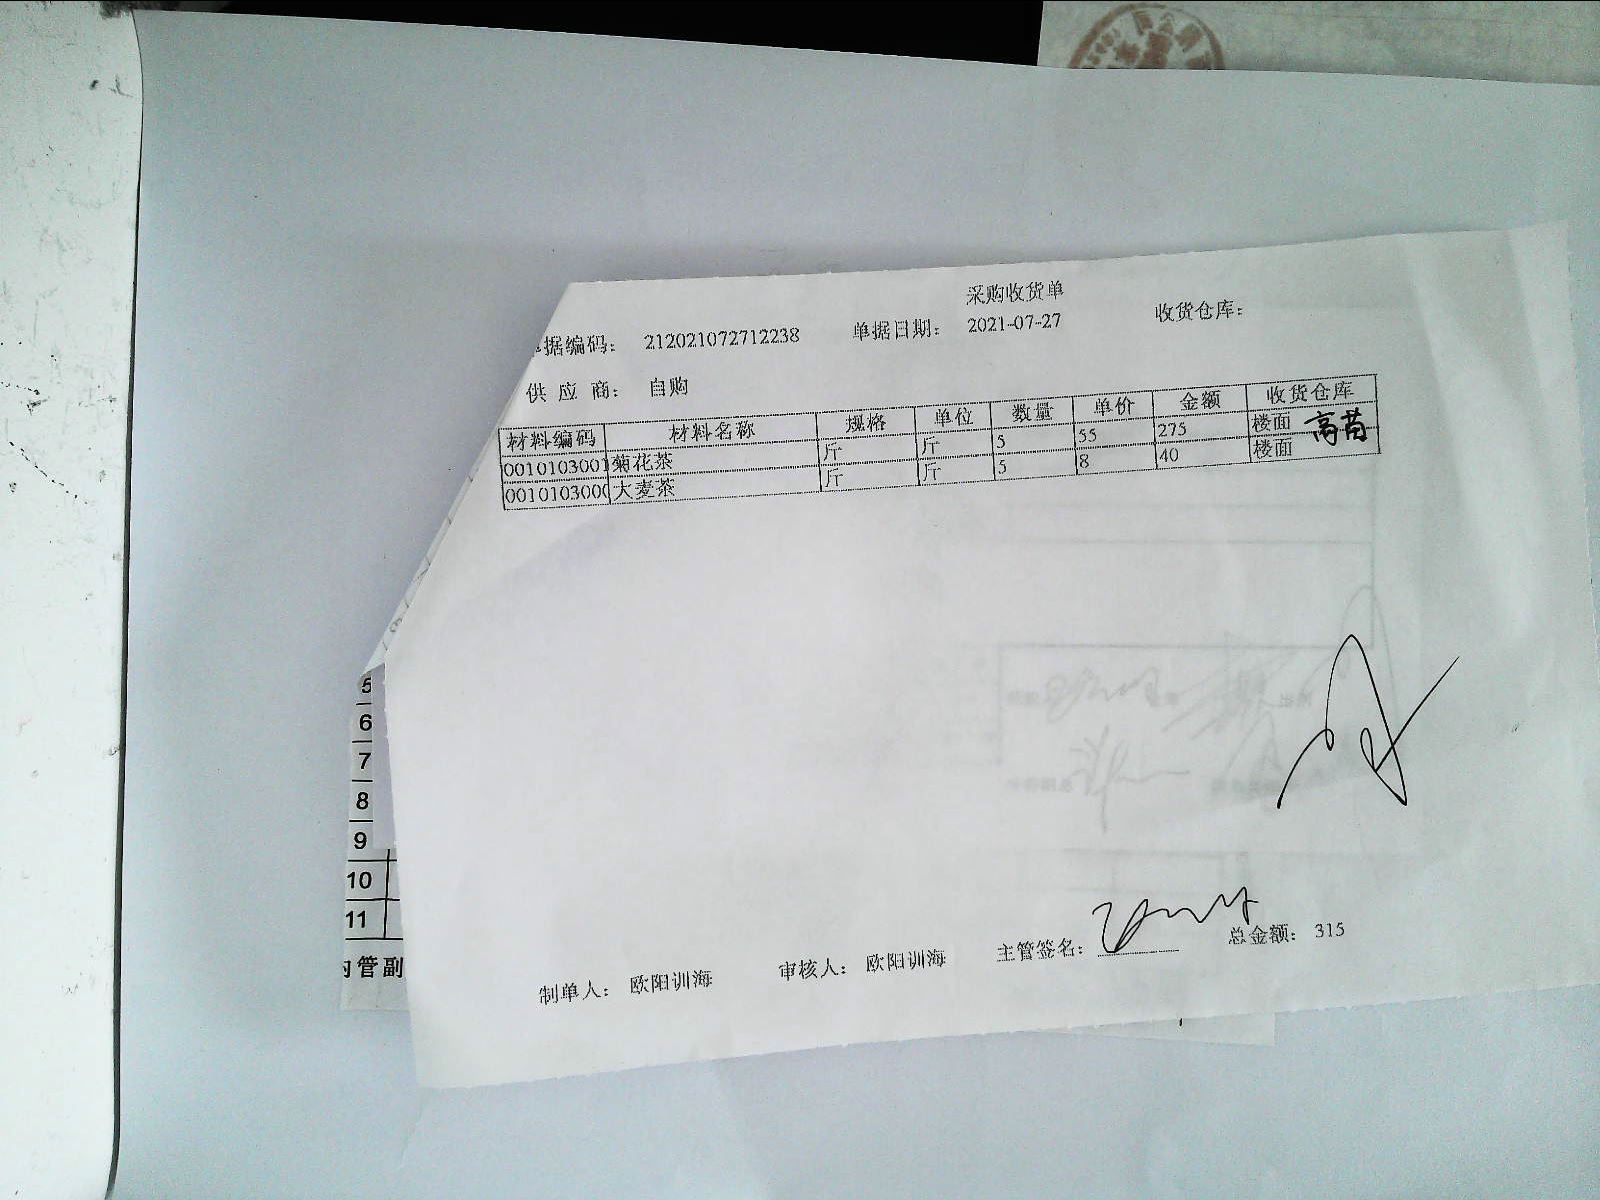 采购收货单
据编码： 212021072712238 单据日期： 2021-07-27 收货仓库：
供 应 商： 自购
材料编码 材料名称 规格 单位 数量 单价 金额 收货仓库
0010103001 菊花茶 斤 斤 5 55 275 楼面 高苗
001010300 大麦茶 斤 斤 5 8 40 楼面
5
6
7
8
9
10
11
管副
制单人： 欧阳训海 审核人： 欧阳训海 主管签名： 总金额： 315